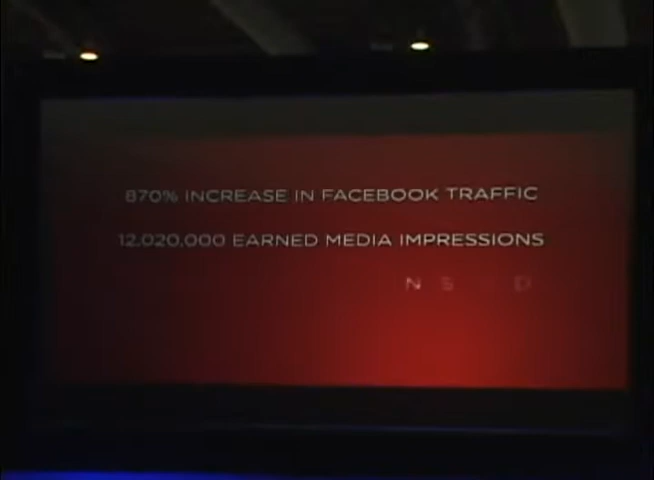 870% INCREASE IN FACEBOOK TRAFFIC
12,020,000 EARNED MEDIA IMPRESSIONS